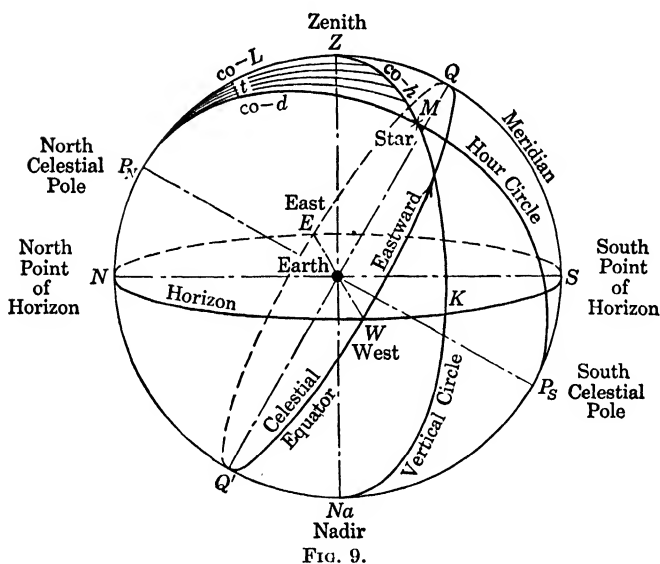 Zenith
Z
co-L
t
co-d
co-h
Q
M
Star
Meridian
Hour Circle
North
Celestial
Pole
P_N
East
E
Eastward
North
Point
of
Horizon
N
Earth
S
South
Point
of
Horizon
Horizon
K
W
West
Celestial
Equator
Vertical Circle
P_S
South
Celestial
Pole
Q'
Na
Nadir
FIG. 9.